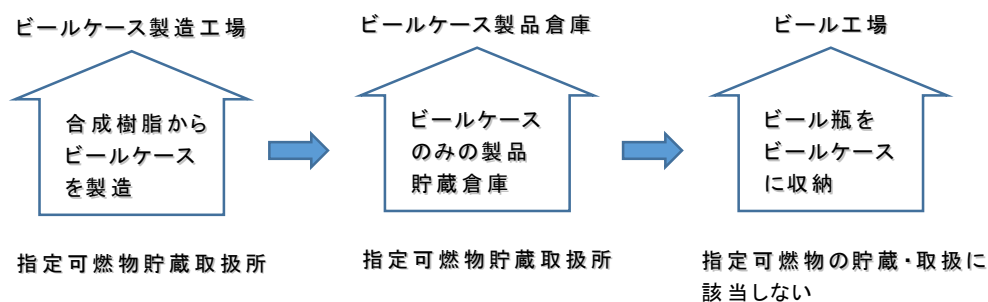 ビールケース製造工場
合成樹脂から
ビールケース
を製造
指定可燃物貯蔵取扱所
ビールケース製品倉庫
ビールケース
のみの製品
貯蔵倉庫
指定可燃物貯蔵取扱所
ビール工場
ビール瓶を
ビールケース
に収納
指定可燃物の貯蔵・取扱に
該当しない